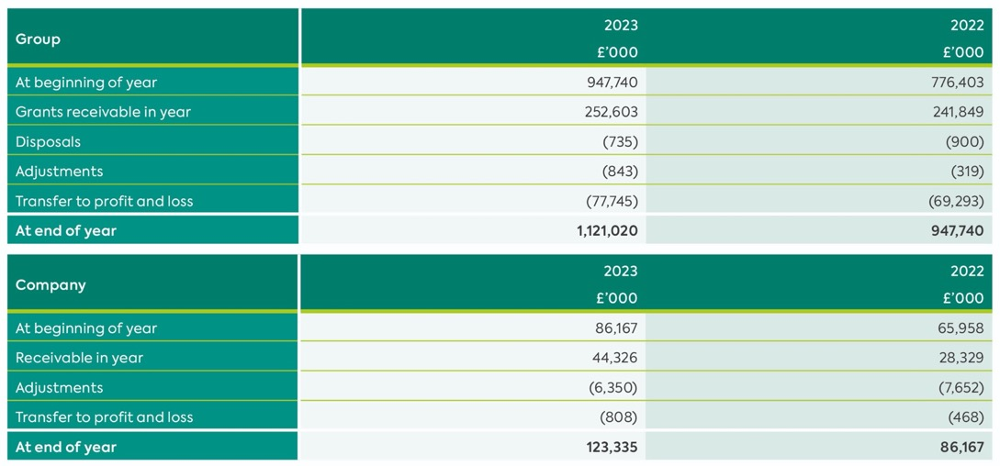 Group 2023 2022
£’000 £’000
At beginning of year 947,740 776,403
Grants receivable in year 252,603 241,849
Disposals (735) (900)
Adjustments (843) (319)
Transfer to profit and loss (77,745) (69,293)
At end of year 1,121,020 947,740
Company 2023 2022
£’000 £’000
At beginning of year 86,167 65,958
Receivable in year 44,326 28,329
Adjustments (6,350) (7,652)
Transfer to profit and loss (808) (468)
At end of year 123,335 86,167